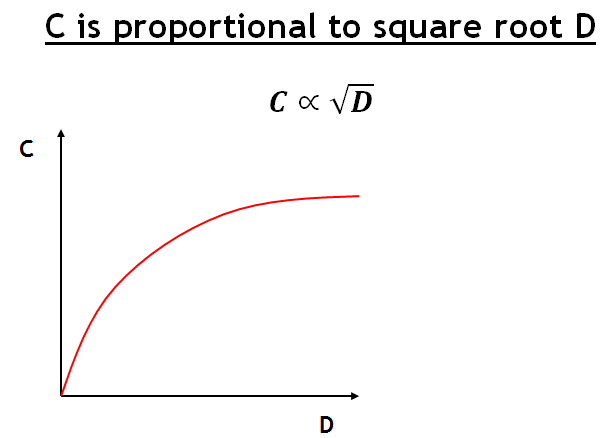 C is proportional to square root D
C ∝ √D
C
D